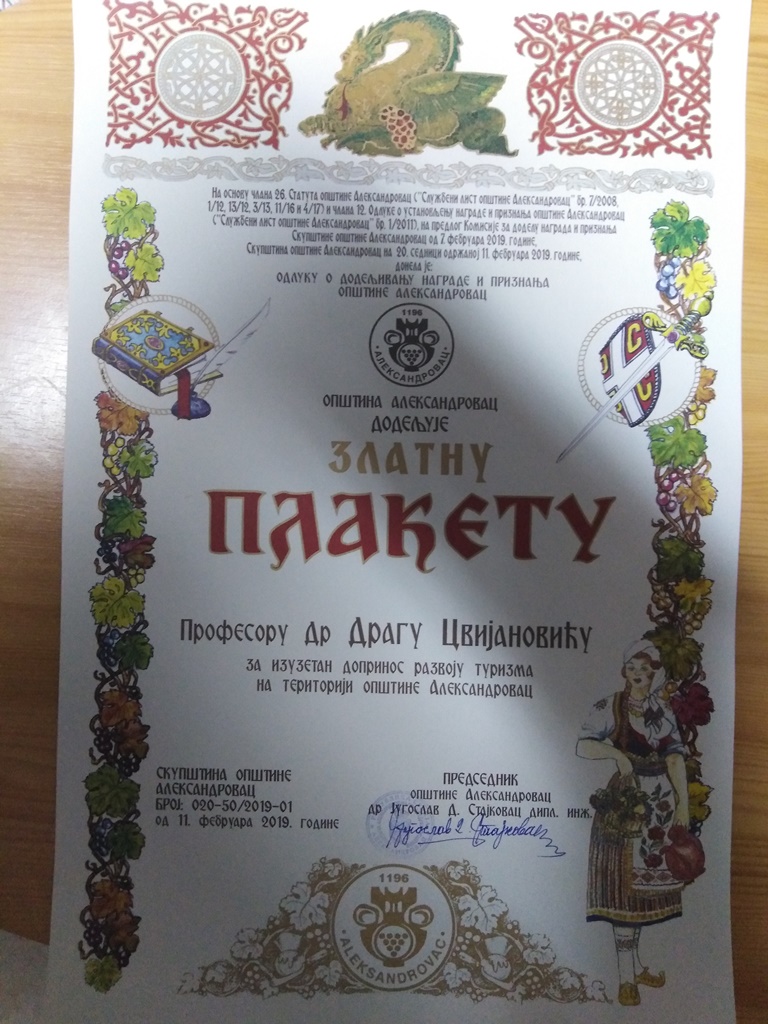 На основу члана 26. Статута општине Александровац ("Службени лист општине Александровац" бр. 7/2008,
1/12, 13/12, 3/13, 11/16 и 4/17) и члана 12. Одлуке о установљењу награде и признања општине Александровац
("Службени лист општине Александровац" бр. 1/2011), на предлог Комисије за доделу награда и признања
Скупштине општине Александровац од 7 фебруара 2019. године,
Скупштина општине Александровац на 20. седници одржаној 11. фебруара 2019. године,
донела је:
ОДЛУКУ О ДОДЕЉИВАЊУ НАГРАДЕ И ПРИЗНАЊА
ОПШТИНЕ АЛЕКСАНДРОВАЦ
1196
•АЛЕКСАНДРОВАЦ•
ОПШТИНА АЛЕКСАНДРОВАЦ
ДОДЕЉУЈЕ
ЗЛАТНУ
ПЛАКЕТУ
Професору др Драгу Цвијановићу
за изузетан допринос развоју туризма
на територији општине Александровац
СКУПШТИНА ОПШТИНЕ
АЛЕКСАНДРОВАЦ
БРОЈ: 020-50/2019-01
од 11. фебруара 2019. године
ПРЕДСЕДНИК
општине Александровац
др Југослав Д. Стајковац дипл. инж.
Југослав Д. Стајковац
1196
•ALEKSANDROVAC•